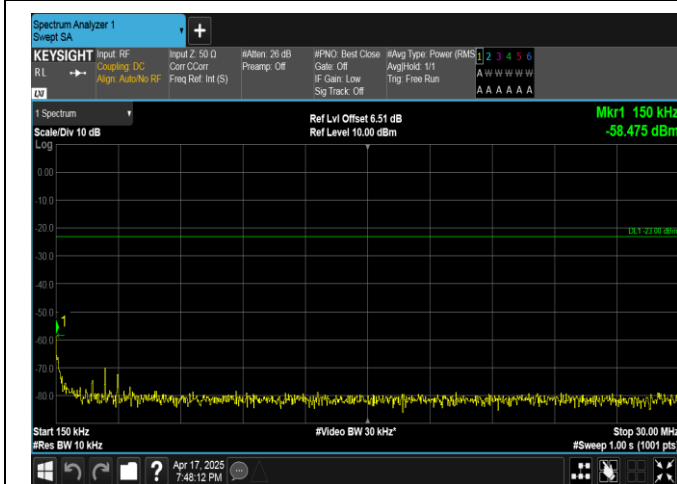 Spectrum Analyzer 1
Swept SA
+
KEYSIGHT Input: RF Input Z: 50 Ω #Atten: 26 dB #PNO: Best Close #Avg Type: Power (RMS 1 2 3 4 5 6
RL Coupling: DC Corr CCorr Preamp: Off Gate: Off Avg|Hold: 1/1 A W W W W W
Align: Auto/No RF Freq Ref: Int (S) IF Gain: Low Trig: Free Run
LXI Sig Track: Off A A A A A A
1 Spectrum Ref Lvl Offset 6.51 dB Mkr1 150 kHz
Scale/Div 10 dB Ref Level 10.00 dBm -58.475 dBm
Log
0.00
-10.0
-20.0
DL1 -23.00 dBm
-30.0
-40.0
-50.0
1
-60.0
-70.0
-80.0
Start 150 kHz #Video BW 30 kHz* Stop 30.00 MHz
#Res BW 10 kHz #Sweep 1.00 s (1001 pts)
? Apr 17, 2025
7:48:12 PM